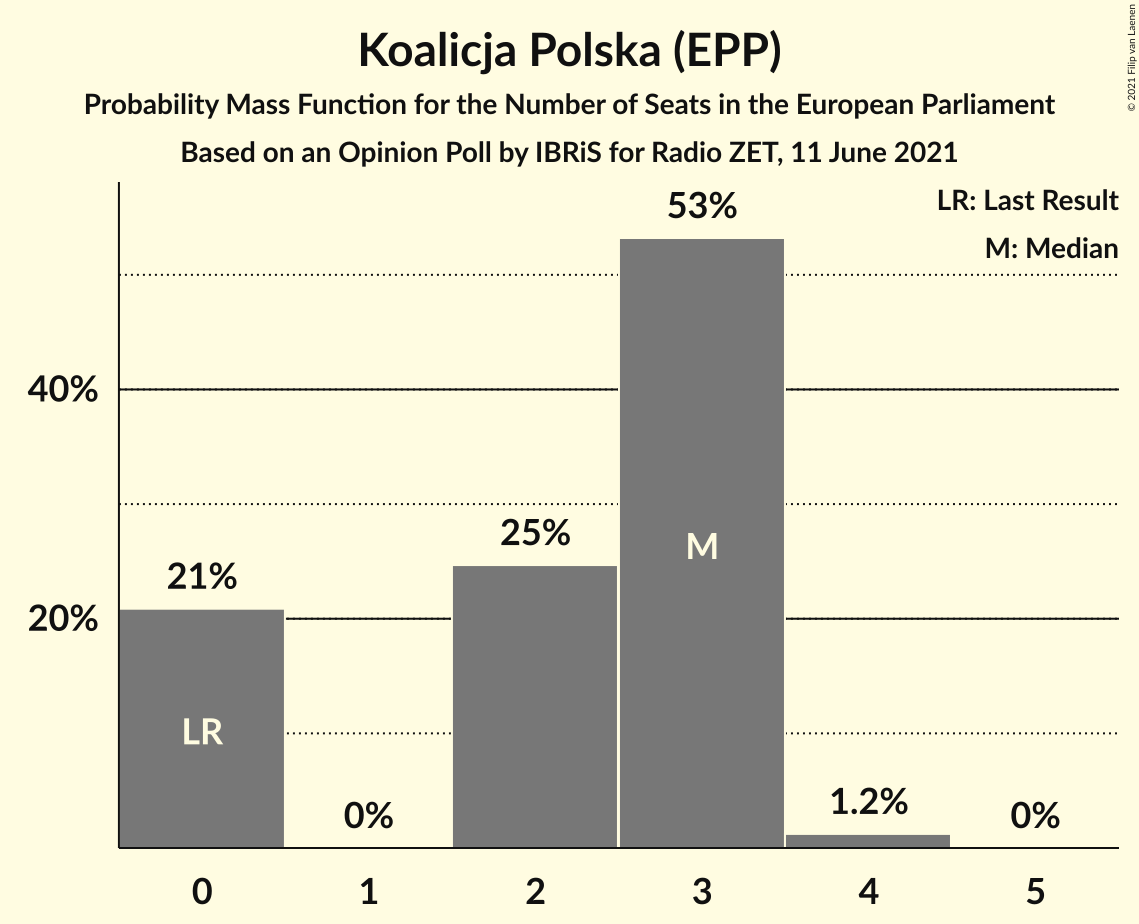 Koalicja Polska (EPP)
Probability Mass Function for the Number of Seats in the European Parliament
Based on an Opinion Poll by IBRiS for Radio ZET, 11 June 2021
© 2021 Filip van Laenen
LR: Last Result
M: Median
53%
40%
25%
M
21%
20%
LR
1.2%
0%
0%
0 1 2 3 4 5